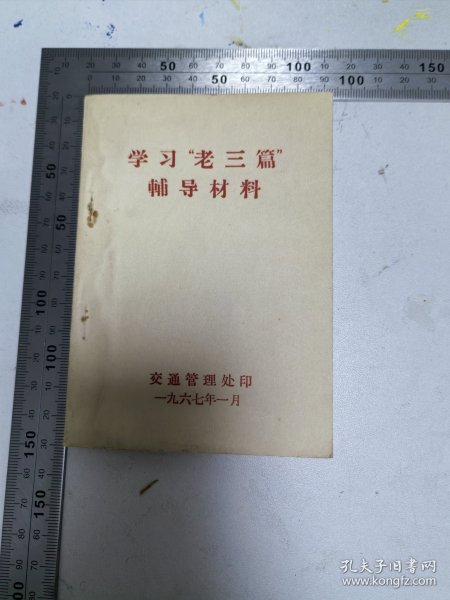 学习“老三篇”
輔导材料
交通管理处印
一九六七年一月
孔夫子旧书网
www.kongfz.com